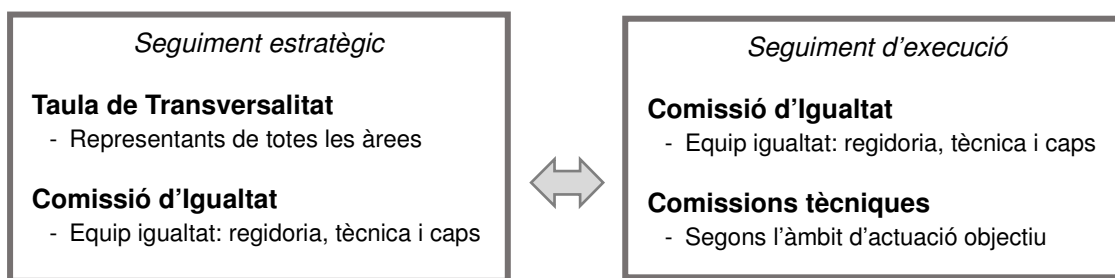 Seguiment estratègic
Taula de Transversalitat
- Representants de totes les àrees
Comissió d'Igualtat
- Equip igualtat: regidoria, tècnica i caps
Seguiment d'execució
Comissió d'Igualtat
- Equip igualtat: regidoria, tècnica i caps
Comissions tècniques
- Segons l'àmbit d'actuació objectiu